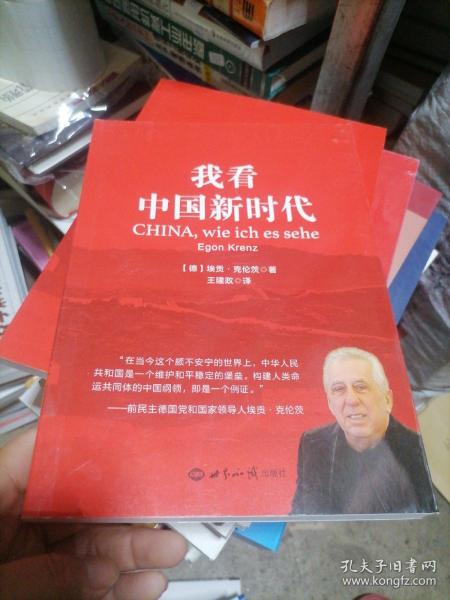 我看
中国新时代
CHINA, wie ich es sehe
Egon Krenz
【德】埃贡·克伦茨 著
王建政 译
“在当今这个颇不安宁的世界上，中华人民
共和国是一个维护和平稳定的堡垒。构建人类命
运共同体的中国纲领，即是一个例证。”
——前民主德国党和国家领导人埃贡·克伦茨
世界知识出版社
孔夫子旧书网
www.kongfz.com